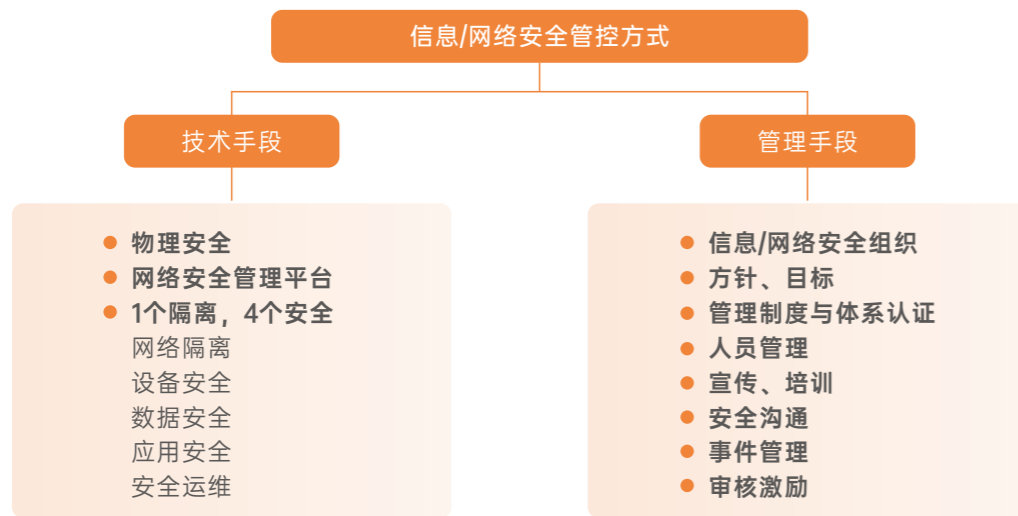 信息/网络安全管控方式
技术手段
物理安全
网络安全管理平台
1个隔离，4个安全
网络隔离
设备安全
数据安全
应用安全
安全运维
管理手段
信息/网络安全组织
方针、目标
管理制度与体系认证
人员管理
宣传、培训
安全沟通
事件管理
审核激励